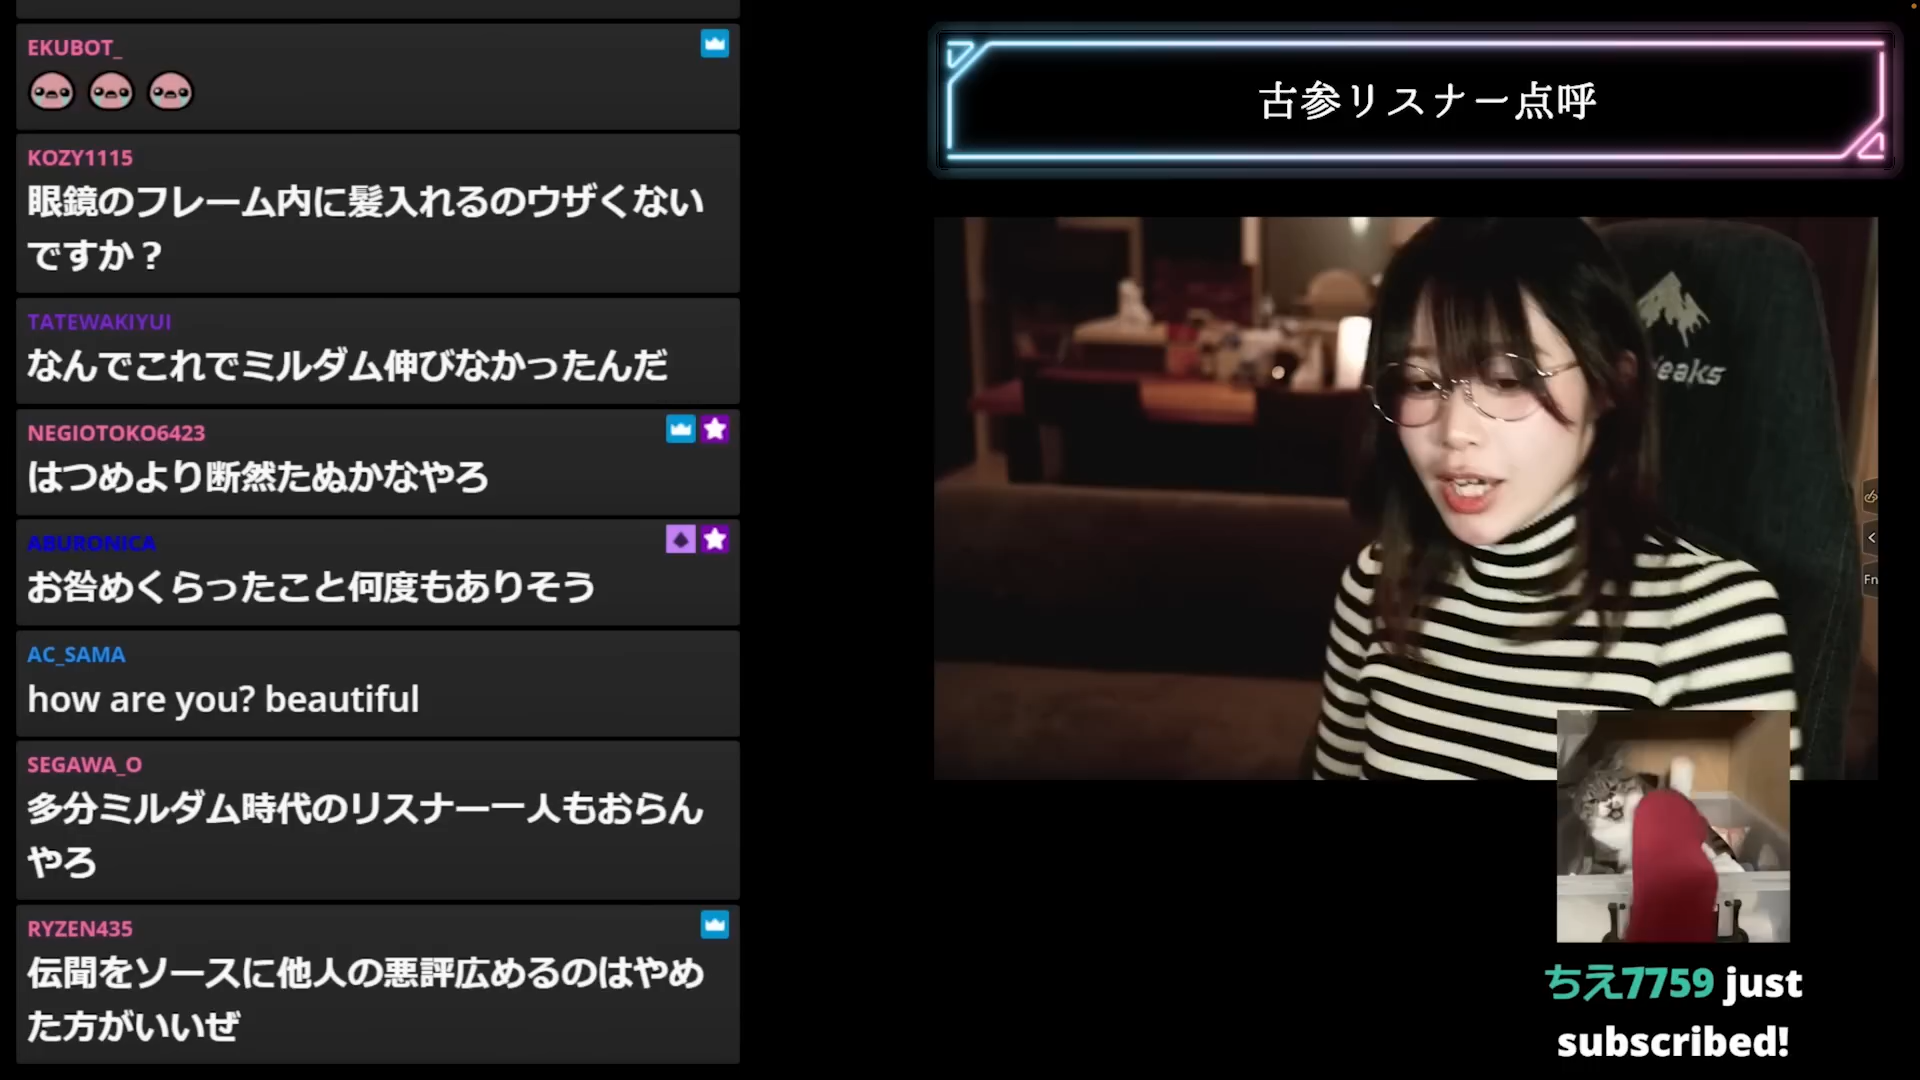 EKUBOT_
KOZY1115
眼鏡のフレーム内に髪入れるのウザくない
ですか？
TATEWAKIYUI
なんでこれでミルダム伸びなかったんだ
NEGIOTOKO6423
はつめより断然たぬかなやろ
ABURONICA
お咎めくらったこと何度もありそう
AC_SAMA
how are you? beautiful
SEGAWA_O
多分ミルダム時代のリスナー一人もおらん
やろ
RYZEN435
伝聞をソースに他人の悪評広めるのはやめ
た方がいいぜ
古参リスナー点呼
eaks
Fn
ちえ7759 just
subscribed!